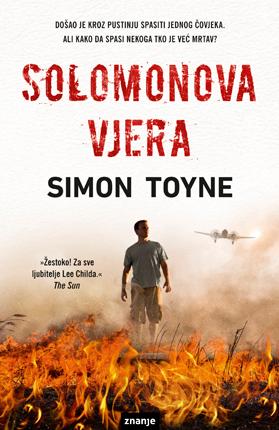 DOŠAO JE KROZ PUSTINJU SPASITI JEDNOG ČOVJEKA.
ALI KAKO DA SPASI NEKOGA TKO JE VEĆ MRTAV?
SOLOMONOVA
VJERA
SIMON TOYNE
»Žestoko! Za sve
ljubitelje Lee Childa.«
The Sun
znanje